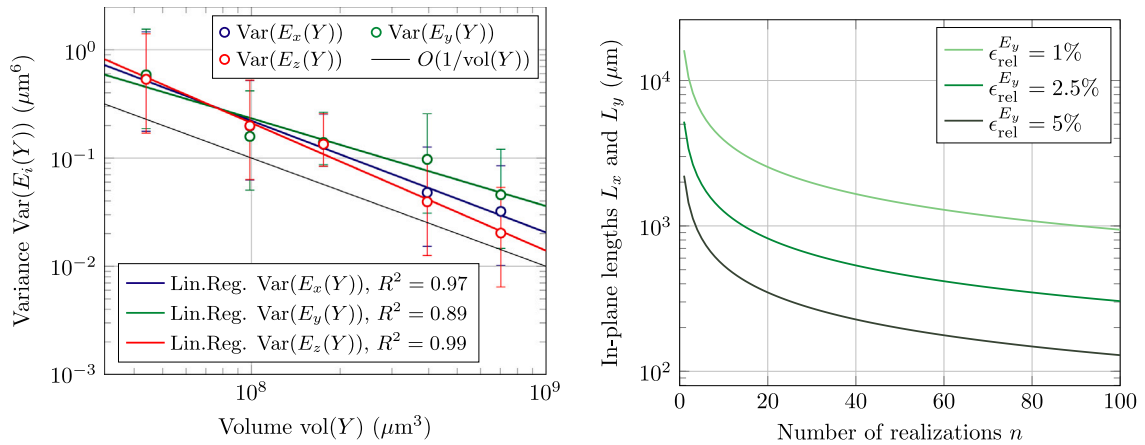 Var(E_x(Y)) Var(E_y(Y))
Var(E_z(Y)) O(1/vol(Y))
Variance Var(E_i(Y)) (μm^6)
10^0
10^−1
10^−2
10^−3
Lin.Reg. Var(E_x(Y)), R^2 = 0.97
Lin.Reg. Var(E_y(Y)), R^2 = 0.89
Lin.Reg. Var(E_z(Y)), R^2 = 0.99
10^8 10^9
Volume vol(Y) (μm^3)
In-plane lengths L_x and L_y (μm)
10^4
10^3
10^2
ϵ_rel^{E_y} = 1%
ϵ_rel^{E_y} = 2.5%
ϵ_rel^{E_y} = 5%
0 20 40 60 80 100
Number of realizations n